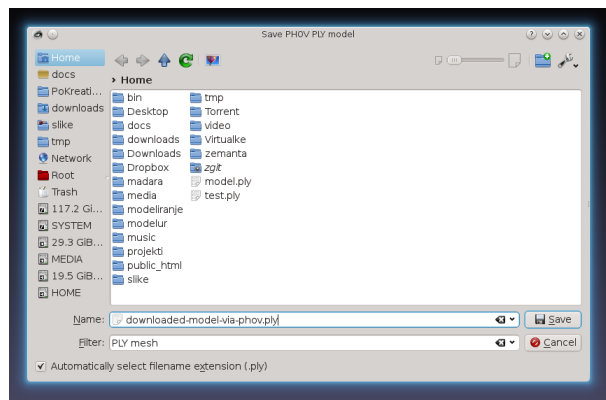 Save PHOV PLY model
Home
docs
PoKreati...
downloads
slike
tmp
Network
Root
Trash
117.2 Gi...
SYSTEM
29.3 GiB...
MEDIA
19.5 GiB...
HOME
> Home
bin
Desktop
docs
downloads
Downloads
Dropbox
madara
media
modeliranje
modelur
music
projekti
public_html
slike
tmp
Torrent
video
Virtualke
zemanta
zgit
model.ply
test.ply
Name: downloaded-model-via-phov.ply
Save
Filter: PLY mesh
Cancel
Automatically select filename extension (.ply)